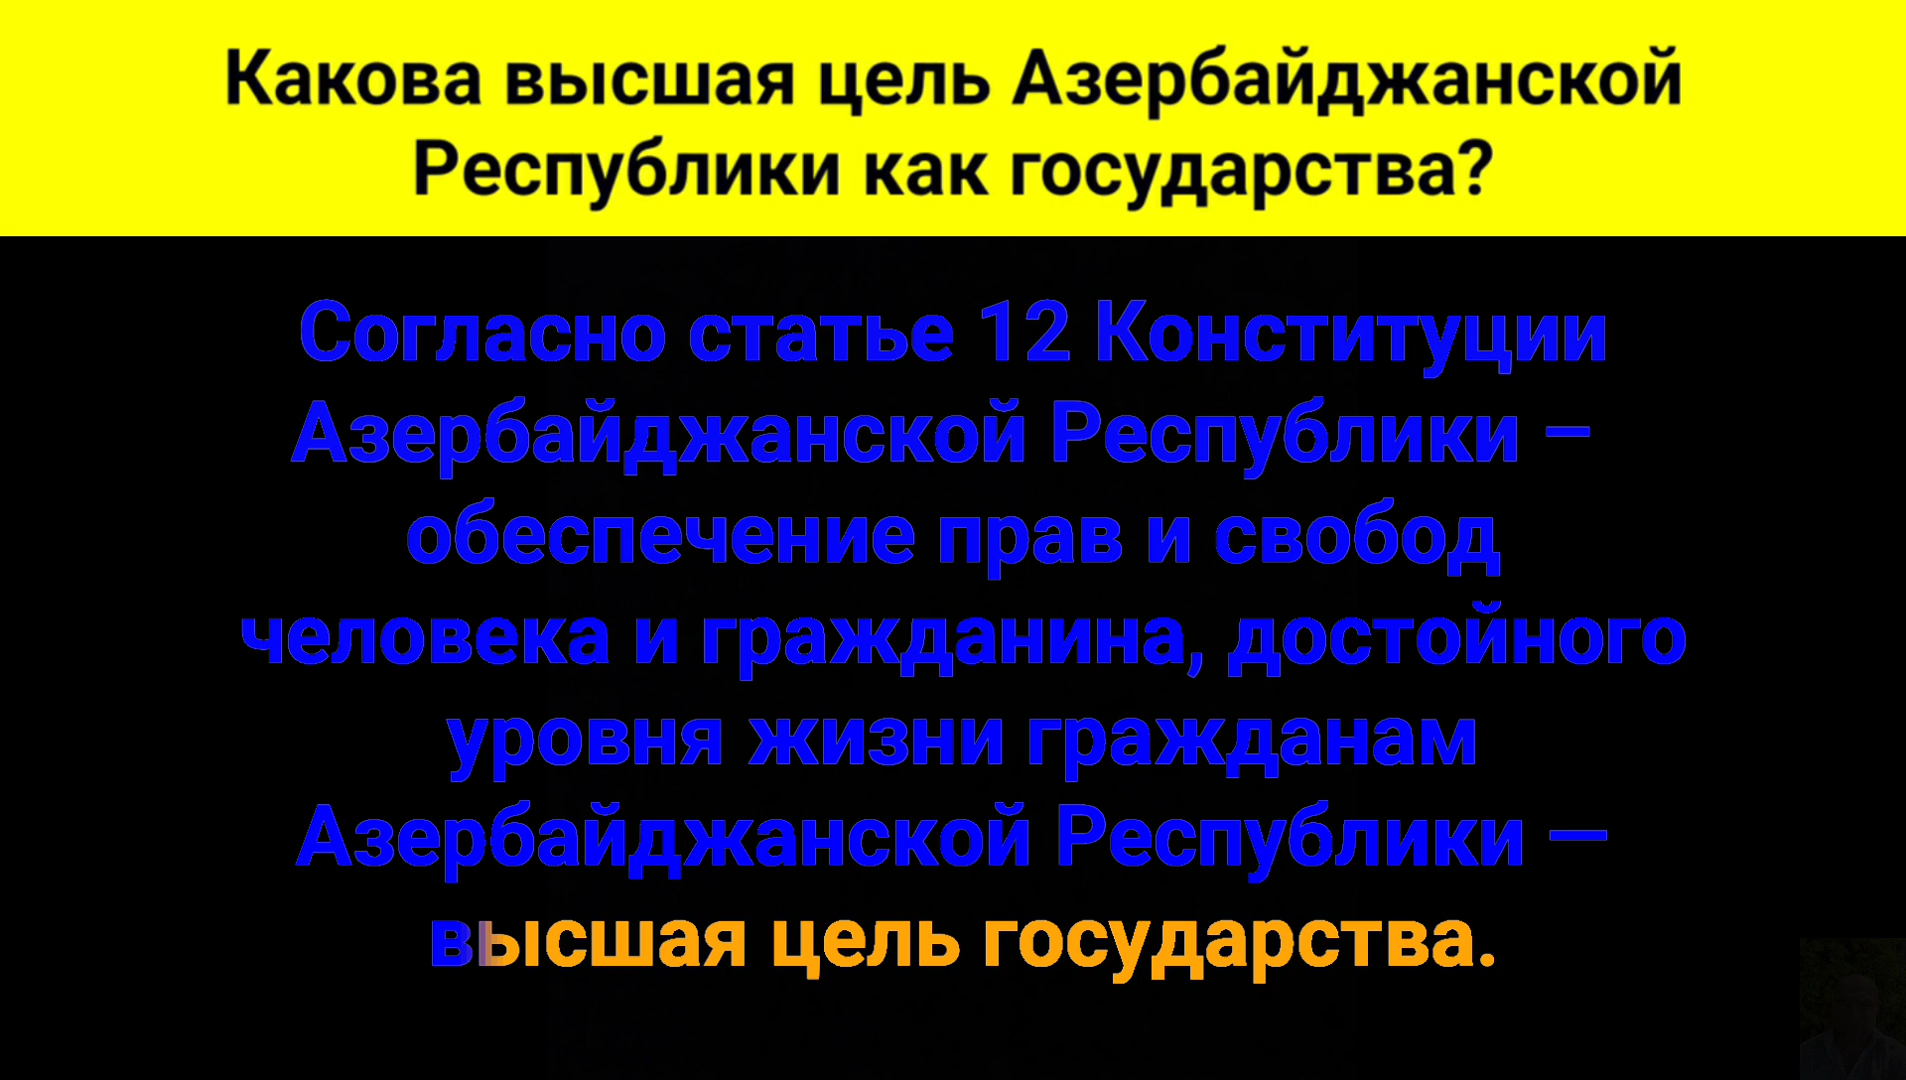 Какова высшая цель Азербайджанской
Республики как государства?
Согласно статье 12 Конституции
Азербайджанской Республики –
обеспечение прав и свобод
человека и гражданина, достойного
уровня жизни гражданам
Азербайджанской Республики —
высшая цель государства.